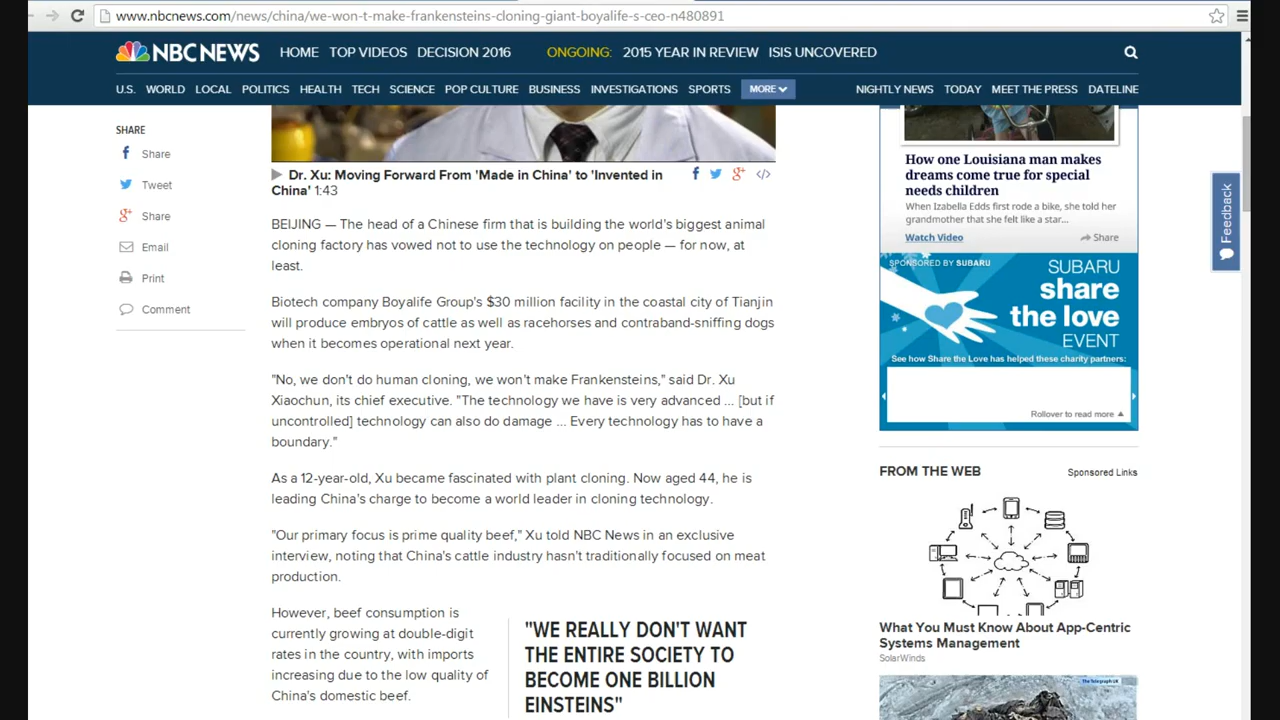 www.nbcnews.com/news/china/we-won-t-make-frankensteins-cloning-giant-boyalife-s-ceo-n480891
NBC NEWS HOME TOP VIDEOS DECISION 2016 ONGOING: 2015 YEAR IN REVIEW ISIS UNCOVERED
U.S. WORLD LOCAL POLITICS HEALTH TECH SCIENCE POP CULTURE BUSINESS INVESTIGATIONS SPORTS MORE NIGHTLY NEWS TODAY MEET THE PRESS DATELINE
SHARE
Share
Tweet
Share
Email
Print
Comment
Dr. Xu: Moving Forward From 'Made in China' to 'Invented in
China' 1:43
BEIJING — The head of a Chinese firm that is building the world's biggest animal
cloning factory has vowed not to use the technology on people — for now, at
least.
Biotech company Boyalife Group's $30 million facility in the coastal city of Tianjin
will produce embryos of cattle as well as racehorses and contraband-sniffing dogs
when it becomes operational next year.
"No, we don't do human cloning, we won't make Frankensteins," said Dr. Xu
Xiaochun, its chief executive. "The technology we have is very advanced ... [but if
uncontrolled] technology can also do damage ... Every technology has to have a
boundary."
As a 12-year-old, Xu became fascinated with plant cloning. Now aged 44, he is
leading China's charge to become a world leader in cloning technology.
"Our primary focus is prime quality beef," Xu told NBC News in an exclusive
interview, noting that China's cattle industry hasn't traditionally focused on meat
production.
However, beef consumption is
currently growing at double-digit
rates in the country, with imports
increasing due to the low quality of
China's domestic beef.
"WE REALLY DON'T WANT
THE ENTIRE SOCIETY TO
BECOME ONE BILLION
EINSTEINS"
How one Louisiana man makes
dreams come true for special
needs children
When Izabella Edds first rode a bike, she told her
grandmother that she felt like a star...
Watch Video Share
SPONSORED BY SUBARU
SUBARU
share
the love
EVENT
See how Share the Love has helped these charity partners:
Rollover to read more
FROM THE WEB Sponsored Links
What You Must Know About App-Centric
Systems Management
SolarWinds
The Telegraph UK
Feedback